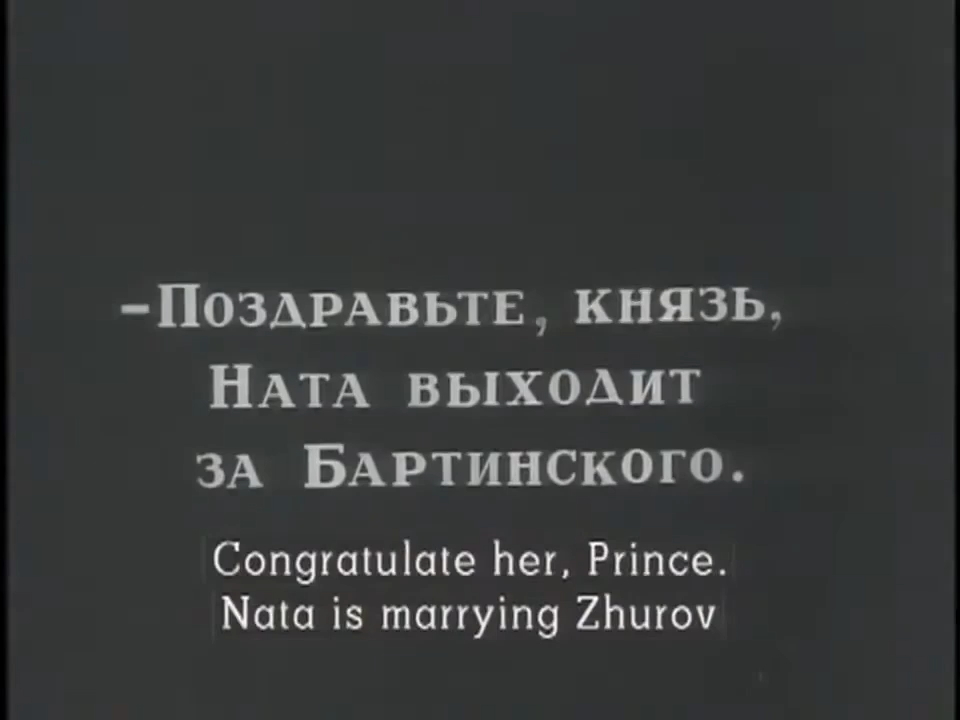 –Поздравьте, князь,
Ната выходит
за Бартинского.
Congratulate her, Prince.
Nata is marrying Zhurov